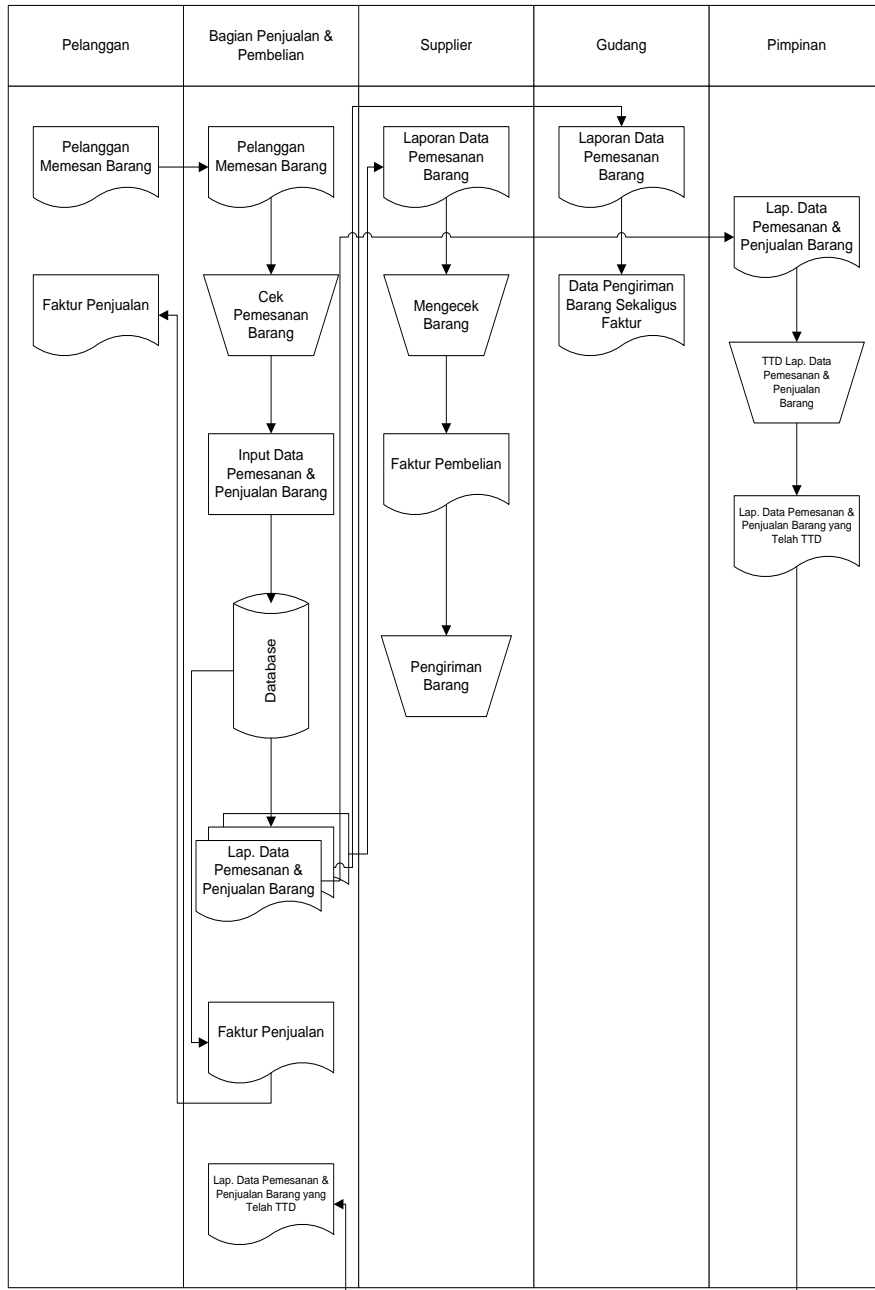 Pelanggan
Bagian Penjualan &
Pembelian
Supplier
Gudang
Pimpinan
Pelanggan
Memesan Barang
Faktur Penjualan
Pelanggan
Memesan Barang
Cek
Pemesanan
Barang
Input Data
Pemesanan &
Penjualan Barang
Database
Lap. Data
Pemesanan &
Penjualan Barang
Faktur Penjualan
Lap. Data Pemesanan &
Penjualan Barang yang
Telah TTD
Laporan Data
Pemesanan
Barang
Mengecek
Barang
Faktur Pembelian
Pengiriman
Barang
Laporan Data
Pemesanan
Barang
Data Pengiriman
Barang Sekaligus
Faktur
Lap. Data
Pemesanan &
Penjualan Barang
TTD Lap. Data
Pemesanan &
Penjualan
Barang
Lap. Data Pemesanan &
Penjualan Barang yang
Telah TTD